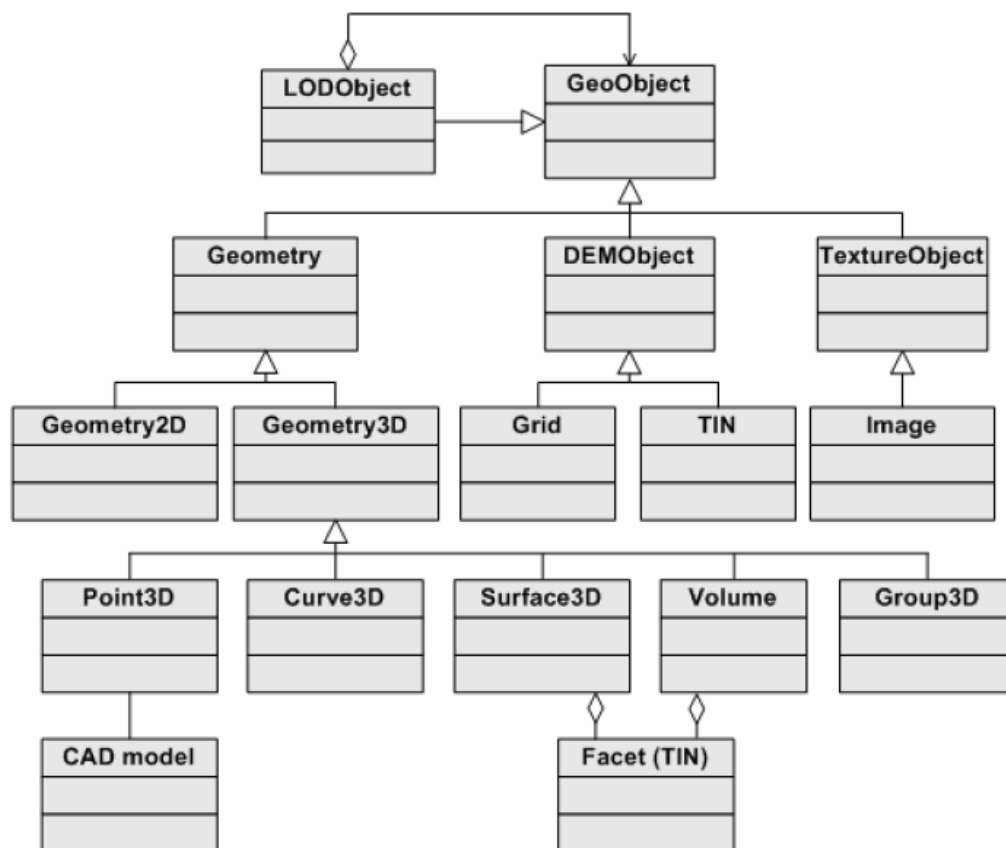 LODObject
GeoObject
Geometry
DEMObject
TextureObject
Geometry2D
Geometry3D
Grid
TIN
Image
Point3D
Curve3D
Surface3D
Volume
Group3D
CAD model
Facet (TIN)